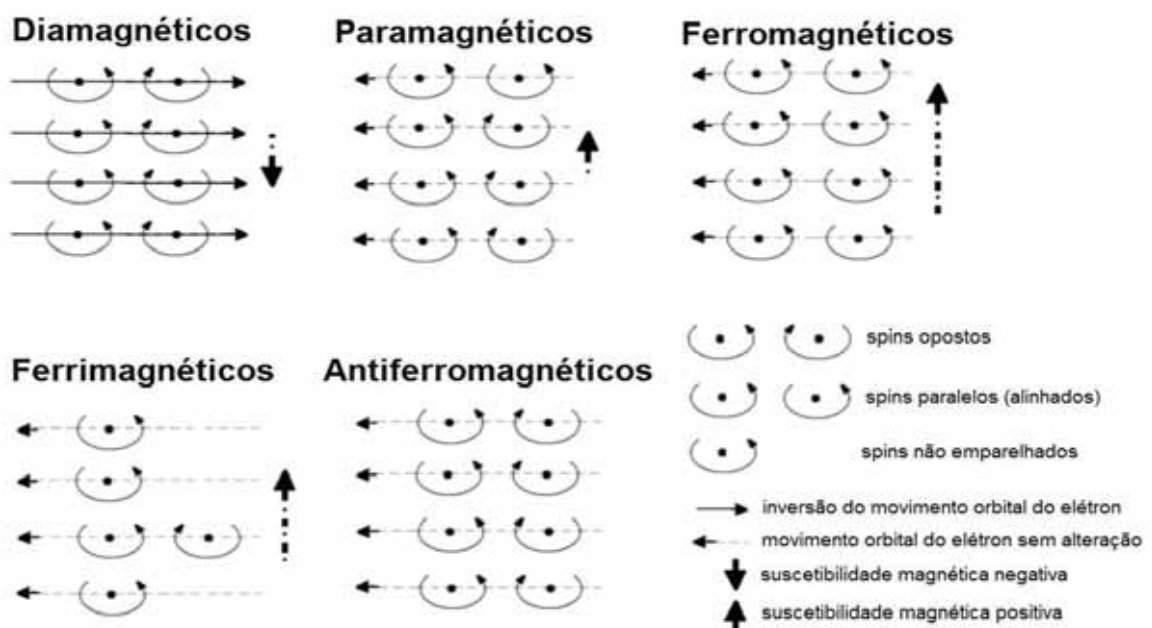 Diamagnéticos
Paramagnéticos
Ferromagnéticos
Ferrimagnéticos
Antiferromagnéticos
spins opostos
spins paralelos (alinhados)
spins não emparelhados
inversão do movimento orbital do elétron
movimento orbital do elétron sem alteração
suscetibilidade magnética negativa
suscetibilidade magnética positiva